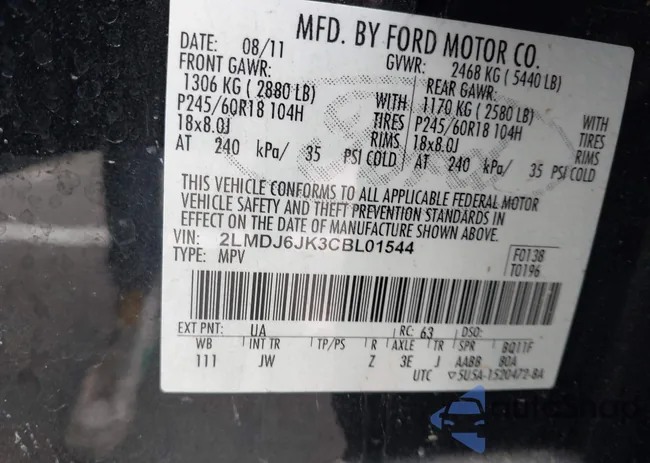 MFD. BY FORD MOTOR CO.
DATE: 08/11 GVWR: 2468 KG ( 5440 LB)
FRONT GAWR: REAR GAWR:
1306 KG ( 2880 LB) WITH 1170 KG ( 2580 LB) WITH
P245/60R18 104H TIRES P245/60R18 104H TIRES
18x8.0J RIMS 18x8.0J RIMS
AT 240 kPa/ 35 PSI COLD AT 240 kPa/ 35 PSI COLD
Ford
THIS VEHICLE CONFORMS TO ALL APPLICABLE FEDERAL MOTOR
VEHICLE SAFETY AND THEFT PREVENTION STANDARDS IN
EFFECT ON THE DATE OF MANUFACTURE SHOWN ABOVE.
VIN: 2LMDJ6JK3CBL01544
TYPE: MPV
F0138
T0196
EXT PNT: UA RC: 63 DSO:
WB INT TR TP/PS R AXLE TR SPR BQ11F
111 JW Z 3E J AABB 80A
UTC 5U5A-1520472-BA
autoShop